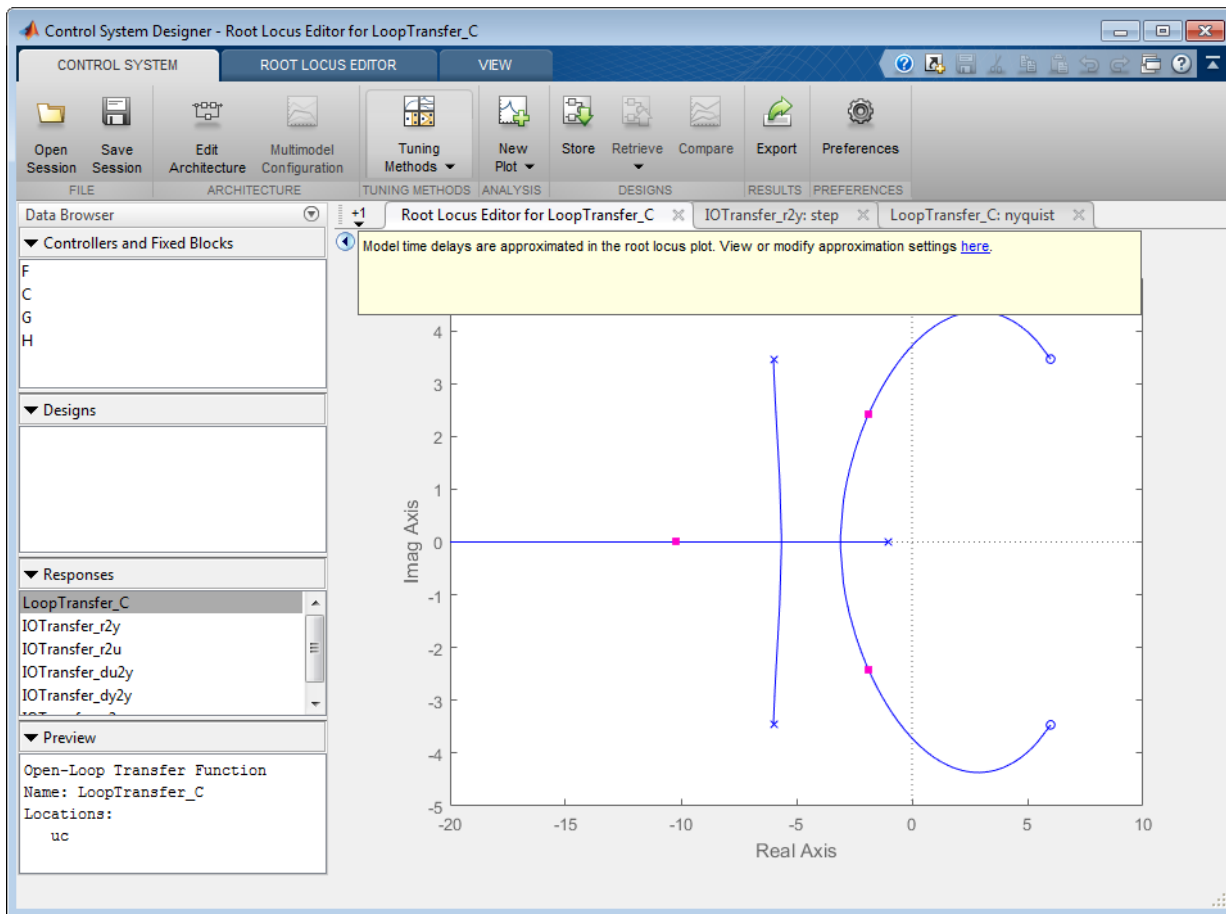 Control System Designer - Root Locus Editor for LoopTransfer_C
CONTROL SYSTEM
ROOT LOCUS EDITOR
VIEW
Open Session
Save Session
Edit Architecture
Multimodel Configuration
Tuning Methods
New Plot
Store
Retrieve
Compare
Export
Preferences
FILE
ARCHITECTURE
TUNING METHODS
ANALYSIS
DESIGNS
RESULTS
PREFERENCES
Data Browser
Controllers and Fixed Blocks
F
C
G
H
Designs
Responses
LoopTransfer_C
IOTransfer_r2y
IOTransfer_r2u
IOTransfer_du2y
IOTransfer_dy2y
Preview
Open-Loop Transfer Function
Name: LoopTransfer_C
Locations:
uc
+1
Root Locus Editor for LoopTransfer_C
IOTransfer_r2y: step
LoopTransfer_C: nyquist
Model time delays are approximated in the root locus plot. View or modify approximation settings here.
4
3
2
1
0
-1
-2
-3
-4
-5
Imag Axis
-20
-15
-10
-5
0
5
10
Real Axis